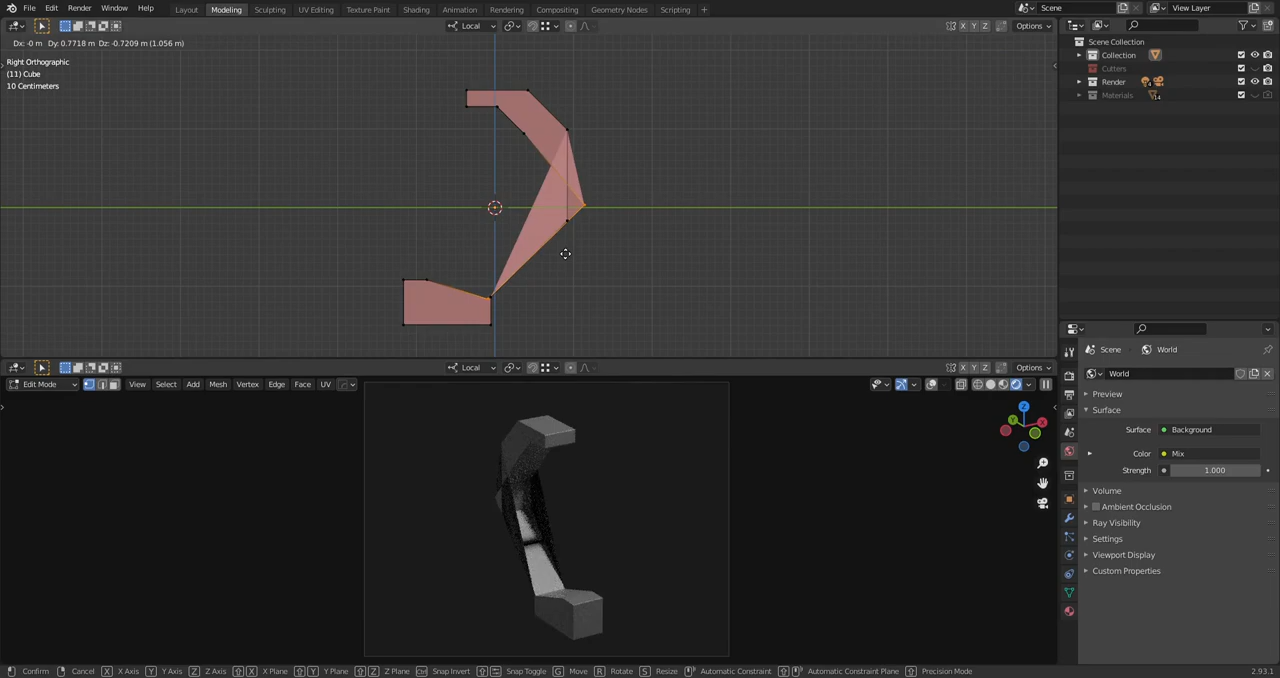 File Edit Render Window Help Layout Modeling Sculpting UV Editing Texture Paint Shading Animation Rendering Compositing Geometry Nodes Scripting + Scene View Layer
Local X Y Z Options
Dx: -0 m Dy: 0.7718 m Dz: -0.7209 m (1.056 m)
Right Orthographic
(11) Cube
10 Centimeters
Scene Collection
Collection
Cutters
Render 4
Materials 14
Local X Y Z Options
Edit Mode View Select Add Mesh Vertex Edge Face UV
Z
X
Y
Scene World
World
Preview
Surface
Surface Background
Color Mix
Strength 1.000
Volume
Ambient Occlusion
Ray Visibility
Settings
Viewport Display
Custom Properties
Confirm Cancel X X Axis Y Y Axis Z Z Axis X X Plane Y Y Plane Z Z Plane Ctrl Snap Invert Snap Toggle G Move R Rotate S Resize Automatic Constraint Automatic Constraint Plane Precision Mode 2.93.1